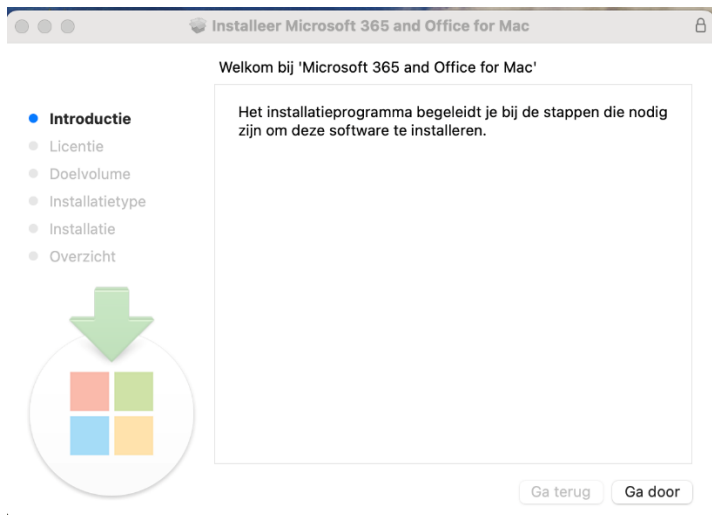 Installeer Microsoft 365 and Office for Mac
Welkom bij 'Microsoft 365 and Office for Mac'
Introductie
Licentie
Doelvolume
Installatietype
Installatie
Overzicht
Het installatieprogramma begeleidt je bij de stappen die nodig
zijn om deze software te installeren.
Ga terug
Ga door